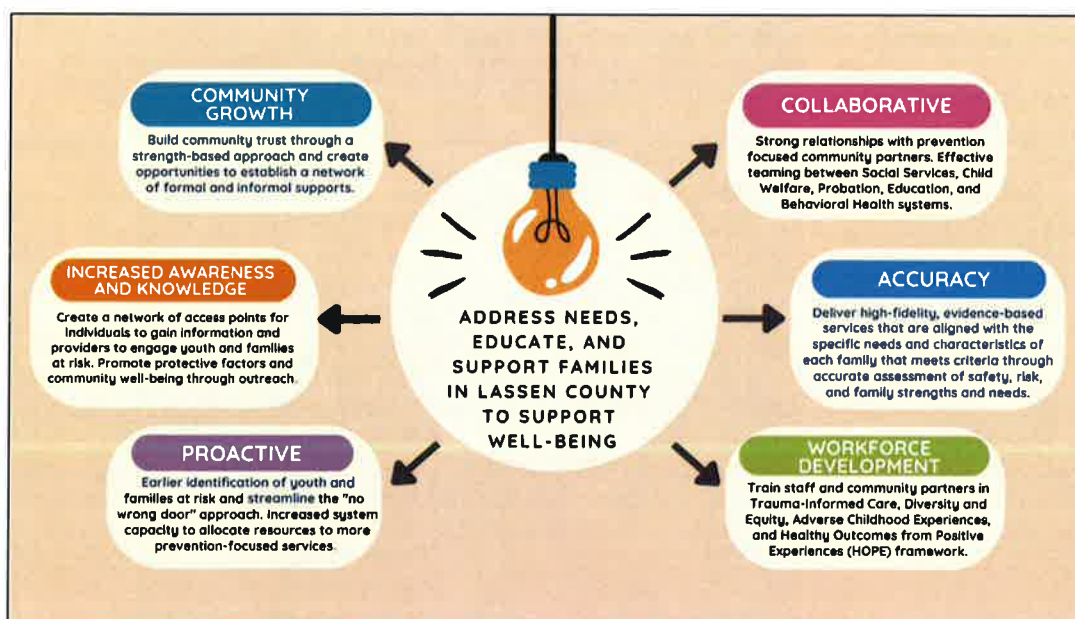 COMMUNITY
GROWTH
Build community trust through a
strength-based approach and create
opportunities to establish a network
of formal and informal supports.
INCREASED AWARENESS
AND KNOWLEDGE
Create a network of access points for
individuals to gain information and
providers to engage youth and families
at risk. Promote protective factors and
community well-being through outreach.
PROACTIVE
Earlier identification of youth and
families at risk and streamline the "no
wrong door" approach. Increased system
capacity to allocate resources to more
prevention-focused services.
ADDRESS NEEDS,
EDUCATE, AND
SUPPORT FAMILIES
IN LASSEN COUNTY
TO SUPPORT
WELL-BEING
COLLABORATIVE
Strong relationships with prevention
focused community partners. Effective
teaming between Social Services, Child
Welfare, Probation, Education, and
Behavioral Health systems.
ACCURACY
Deliver high-fidelity, evidence-based
services that are aligned with the
specific needs and characteristics of
each family that meets criteria through
accurate assessment of safety, risk,
and family strengths and needs.
WORKFORCE
DEVELOPMENT
Train staff and community partners in
Trauma-Informed Care, Diversity and
Equity, Adverse Childhood Experiences,
and Healthy Outcomes from Positive
Experiences (HOPE) framework.